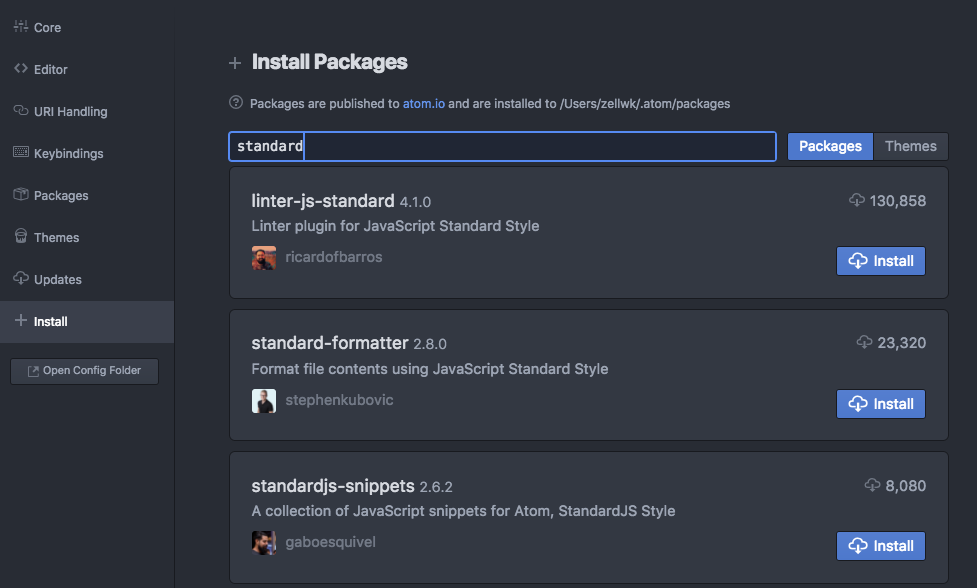 Core
Editor
URI Handling
Keybindings
Packages
Themes
Updates
Install
Open Config Folder
Install Packages
Packages are published to atom.io and are installed to /Users/zellwk/.atom/packages
standard
Packages Themes
linter-js-standard 4.1.0 130,858
Linter plugin for JavaScript Standard Style
ricardofbarros Install
standard-formatter 2.8.0 23,320
Format file contents using JavaScript Standard Style
stephenkubovic Install
standardjs-snippets 2.6.2 8,080
A collection of JavaScript snippets for Atom, StandardJS Style
gaboesquivel Install